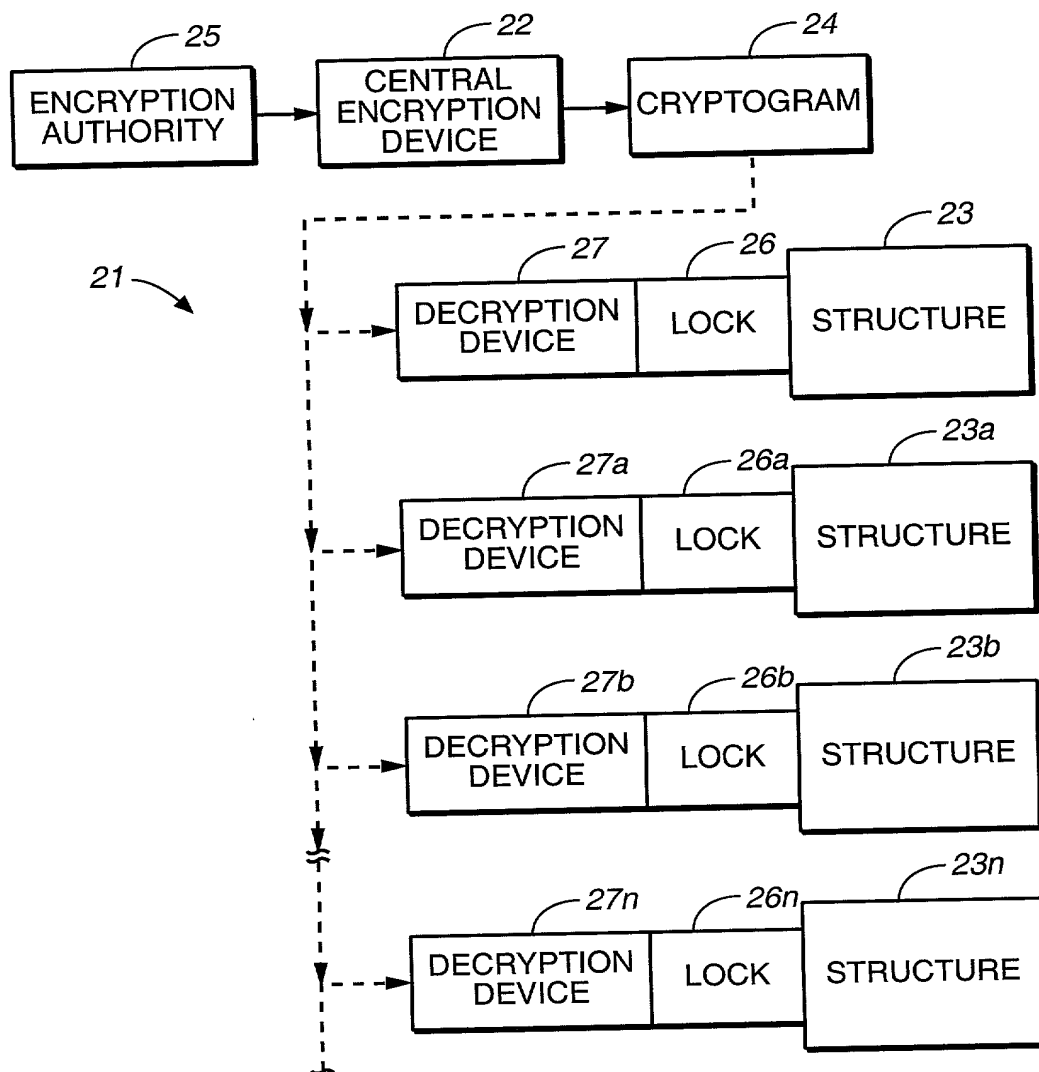 25
22
24
ENCRYPTION
AUTHORITY
CENTRAL
ENCRYPTION
DEVICE
CRYPTOGRAM
21
27
26
23
DECRYPTION
DEVICE
LOCK
STRUCTURE
27a
26a
23a
DECRYPTION
DEVICE
LOCK
STRUCTURE
27b
26b
23b
DECRYPTION
DEVICE
LOCK
STRUCTURE
27n
26n
23n
DECRYPTION
DEVICE
LOCK
STRUCTURE